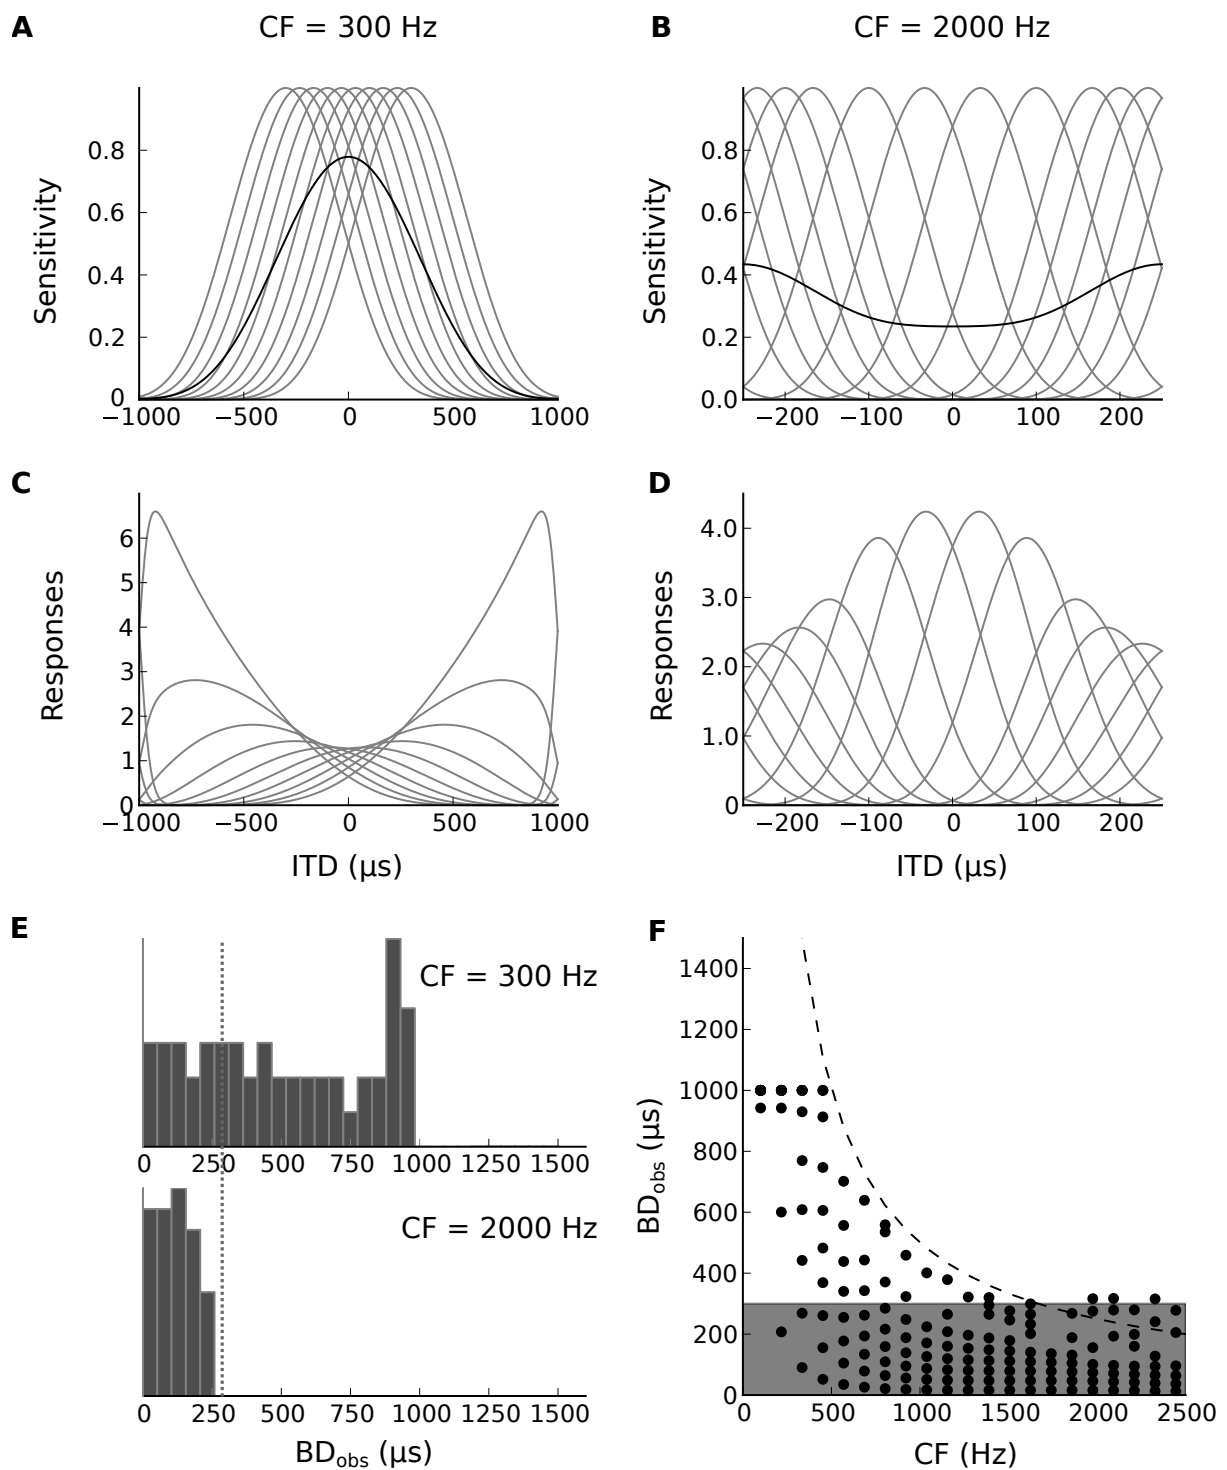 A CF = 300 Hz
B CF = 2000 Hz
Sensitivity
0.8
0.6
0.4
0.2
0
−1000 −500 0 500 1000
Sensitivity
0.8
0.6
0.4
0.2
0.0
−200 −100 0 100 200
C
Responses
6
5
4
3
2
1
0
−1000 −500 0 500 1000
ITD (μs)
D
Responses
4.0
3.0
2.0
1.0
0
−200 −100 0 100 200
ITD (μs)
E
CF = 300 Hz
0 250 500 750 1000 1250 1500
CF = 2000 Hz
0 250 500 750 1000 1250 1500
BDobs (μs)
F
BDobs (μs)
1400
1200
1000
800
600
400
200
0
0 500 1000 1500 2000 2500
CF (Hz)